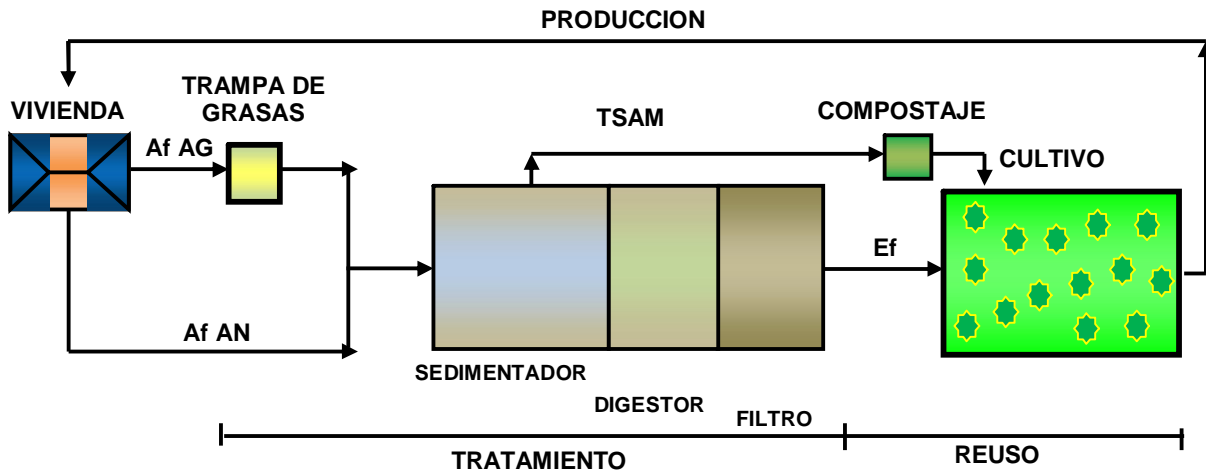 PRODUCCION
VIVIENDA
TRAMPA DE
GRASAS
Af AG
TSAM
COMPOSTAJE
CULTIVO
Ef
Af AN
SEDIMENTADOR
DIGESTOR
FILTRO
TRATAMIENTO
REUSO